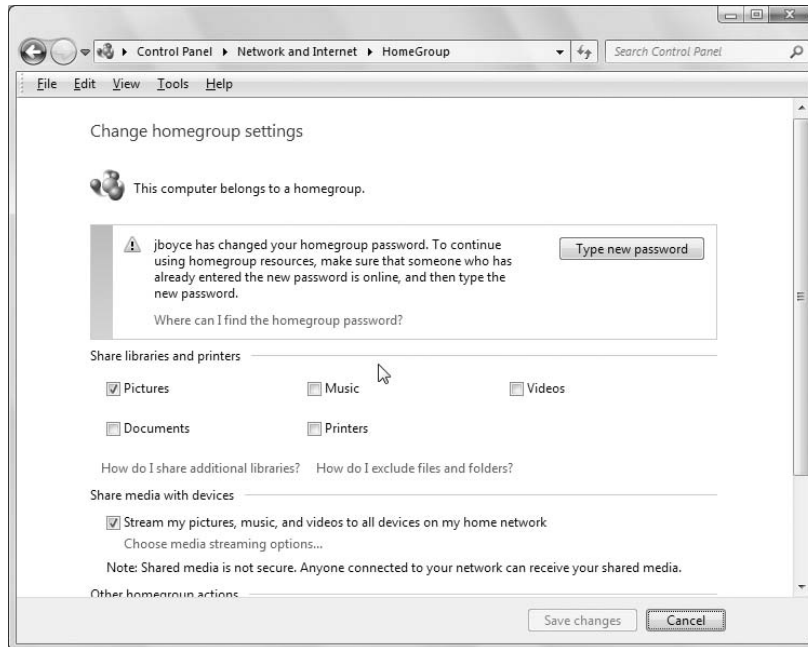 Control Panel ▸ Network and Internet ▸ HomeGroup
Search Control Panel
File Edit View Tools Help
Change homegroup settings
This computer belongs to a homegroup.
jboyce has changed your homegroup password. To continue
using homegroup resources, make sure that someone who has
already entered the new password is online, and then type the
new password.
Type new password
Where can I find the homegroup password?
Share libraries and printers
Pictures Music Videos
Documents Printers
How do I share additional libraries? How do I exclude files and folders?
Share media with devices
Stream my pictures, music, and videos to all devices on my home network
Choose media streaming options...
Note: Shared media is not secure. Anyone connected to your network can receive your shared media.
Other homegroup actions
Save changes Cancel